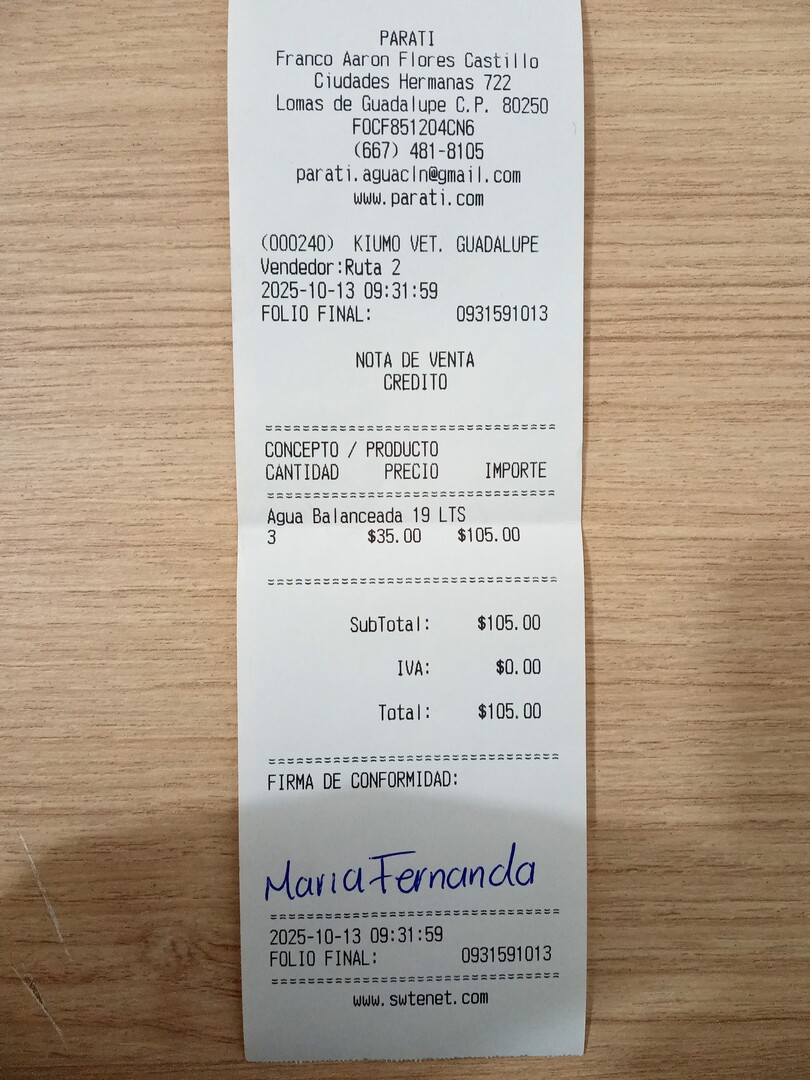 PARATI
Franco Aaron Flores Castillo
Ciudades Hermanas 722
Lomas de Guadalupe C.P. 80250
FOCF851204CN6
(667) 481-8105
parati.aguacln@gmail.com
www.parati.com
(000240) KIUMO VET. GUADALUPE
Vendedor:Ruta 2
2025-10-13 09:31:59
FOLIO FINAL: 0931591013
NOTA DE VENTA
CREDITO
===============================
CONCEPTO / PRODUCTO
CANTIDAD PRECIO IMPORTE
===============================
Agua Balanceada 19 LTS
3 $35.00 $105.00
===============================
SubTotal: $105.00
IVA: $0.00
Total: $105.00
===============================
FIRMA DE CONFORMIDAD:
Maria Fernanda
===============================
2025-10-13 09:31:59
FOLIO FINAL: 0931591013
===============================
www.swtenet.com